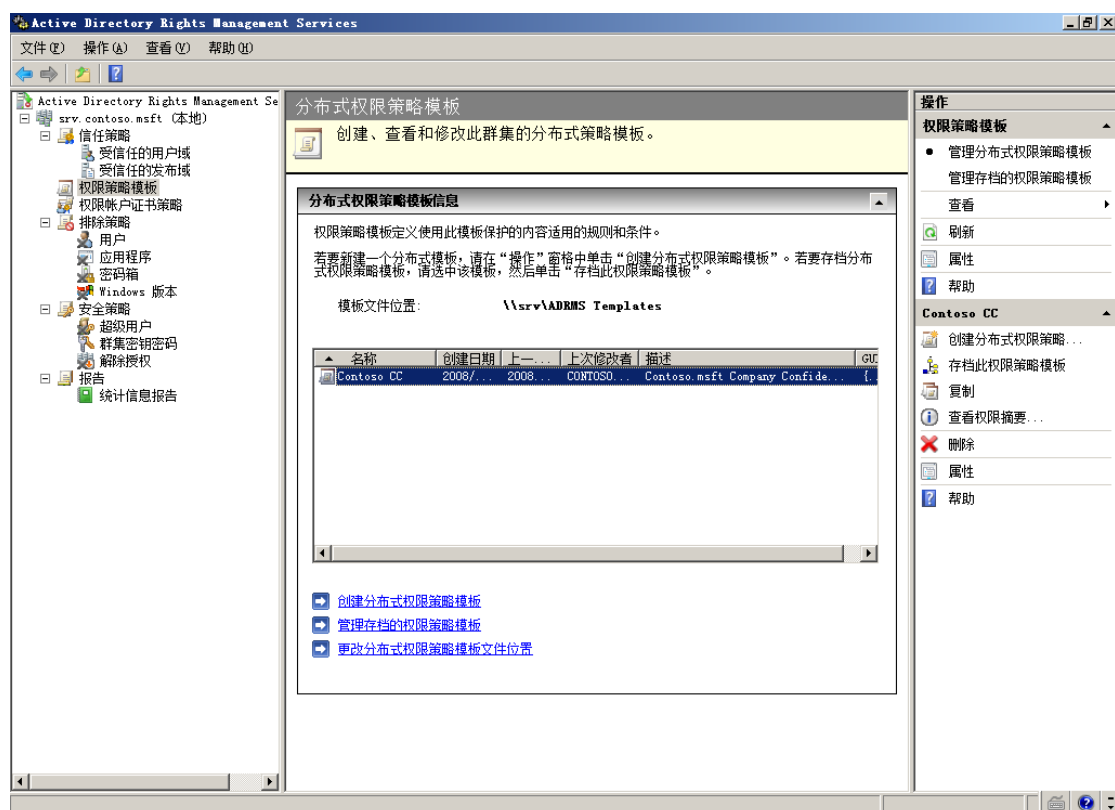 Active Directory Rights Management Services
文件(F) 操作(A) 查看(V) 帮助(H)
Active Directory Rights Management Se
srv.contoso.msft (本地)
信任策略
受信任的用户域
受信任的发布域
权限策略模板
权限帐户证书策略
排除策略
用户
应用程序
密码箱
Windows 版本
安全策略
超级用户
群集密钥密码
解除授权
报告
统计信息报告
分布式权限策略模板
创建、查看和修改此群集的分布式策略模板。
分布式权限策略模板信息
权限策略模板定义使用此模板保护的内容适用的规则和条件。
若要新建一个分布式模板，请在“操作”窗格中单击“创建分布式权限策略模板”。若要存档分布
式权限策略模板，请选中该模板，然后单击“存档此权限策略模板”。
模板文件位置: \\srv\ADRMS Templates
名称 创建日期 上一... 上次修改者 描述 GUI
Contoso CC 2008/... 2008... CONTOSO... Contoso.msft Company Confide... {..
创建分布式权限策略模板
管理存档的权限策略模板
更改分布式权限策略模板文件位置
操作
权限策略模板
管理分布式权限策略模板
管理存档的权限策略模板
查看
刷新
属性
帮助
Contoso CC
创建分布式权限策略...
存档此权限策略模板
复制
查看权限摘要...
删除
属性
帮助